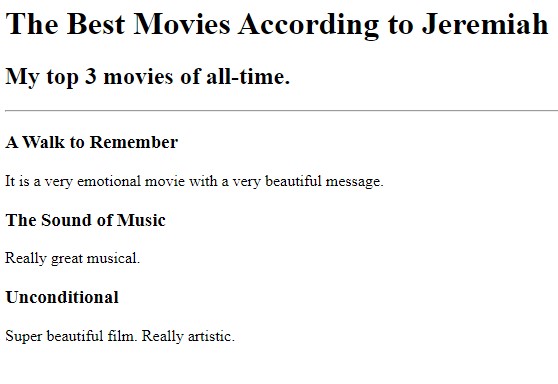 The Best Movies According to Jeremiah
My top 3 movies of all-time.
A Walk to Remember
It is a very emotional movie with a very beautiful message.
The Sound of Music
Really great musical.
Unconditional
Super beautiful film. Really artistic.